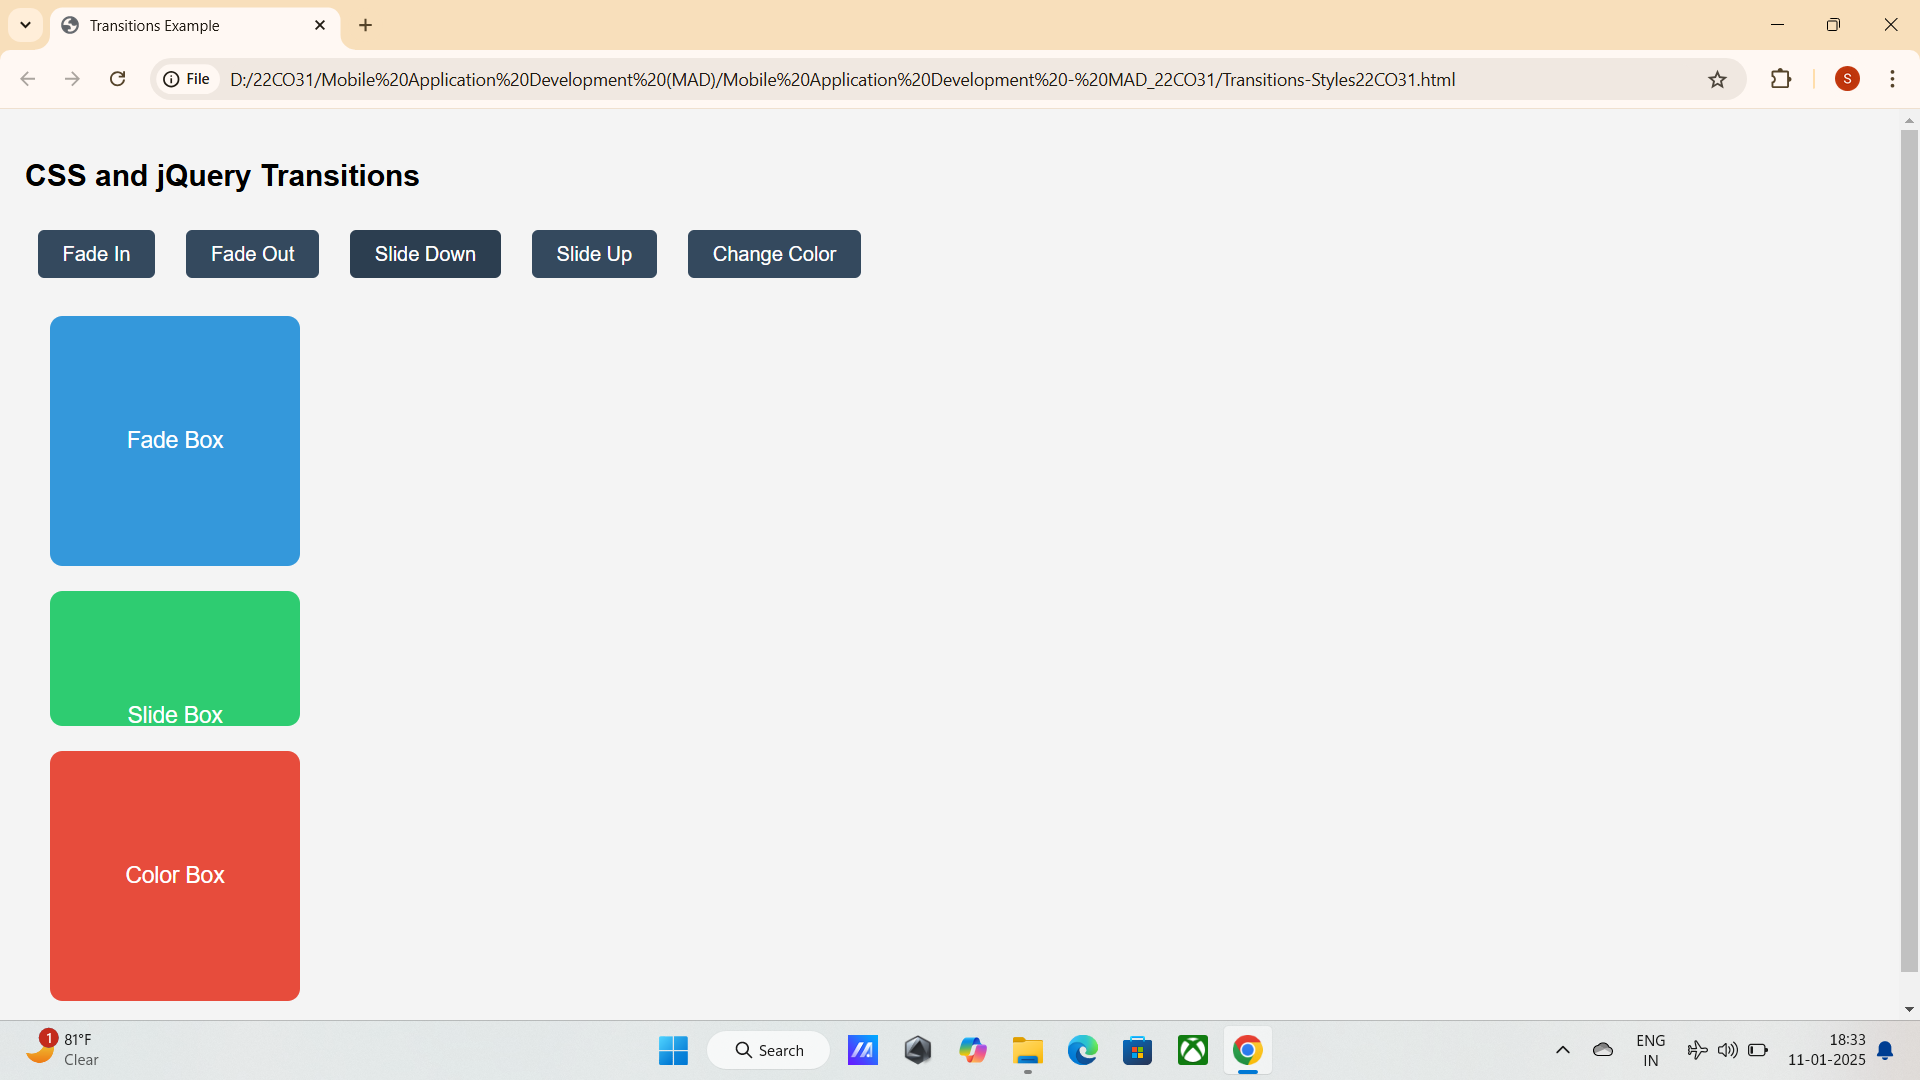 Transitions Example
File D:/22CO31/Mobile%20Application%20Development%20(MAD)/Mobile%20Application%20Development%20-%20MAD_22CO31/Transitions-Styles22CO31.html S
CSS and jQuery Transitions
Fade In Fade Out Slide Down Slide Up Change Color
Fade Box
Slide Box
Color Box
1 81°F
Clear
Search
ENG
IN
18:33
11-01-2025